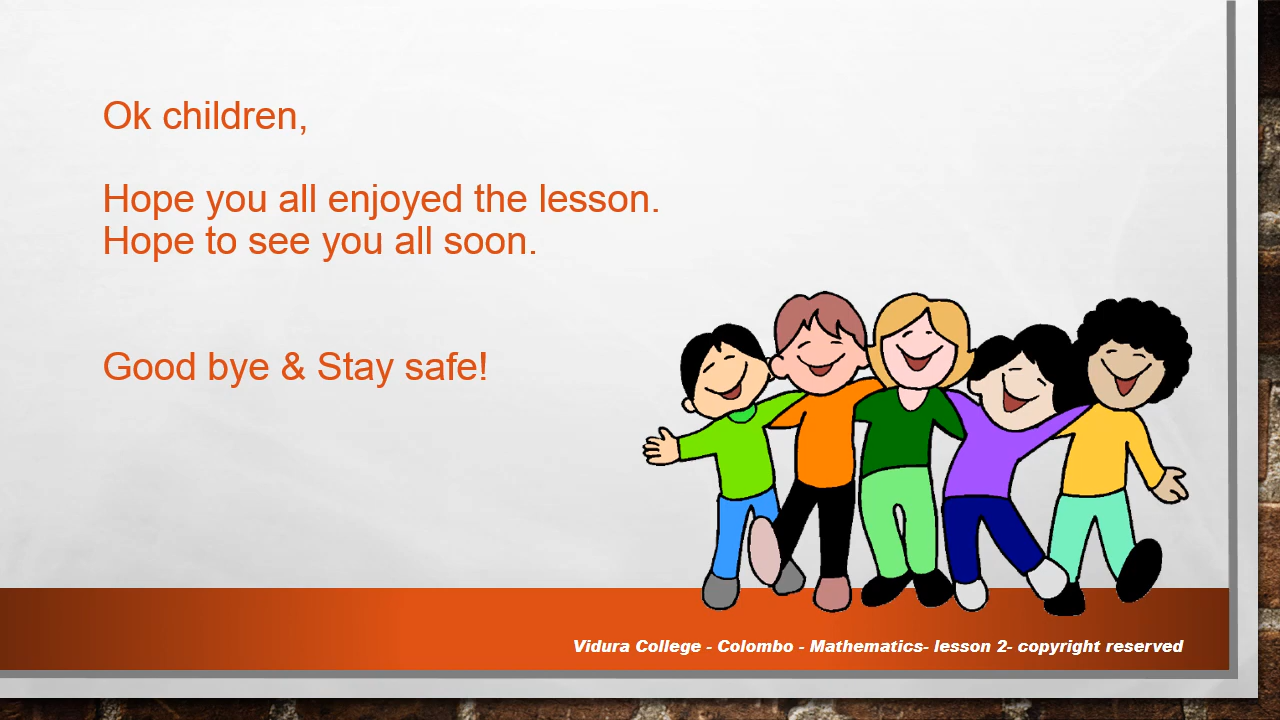 Ok children,
Hope you all enjoyed the lesson.
Hope to see you all soon.
Good bye & Stay safe!
Vidura College - Colombo - Mathematics- lesson 2- copyright reserved